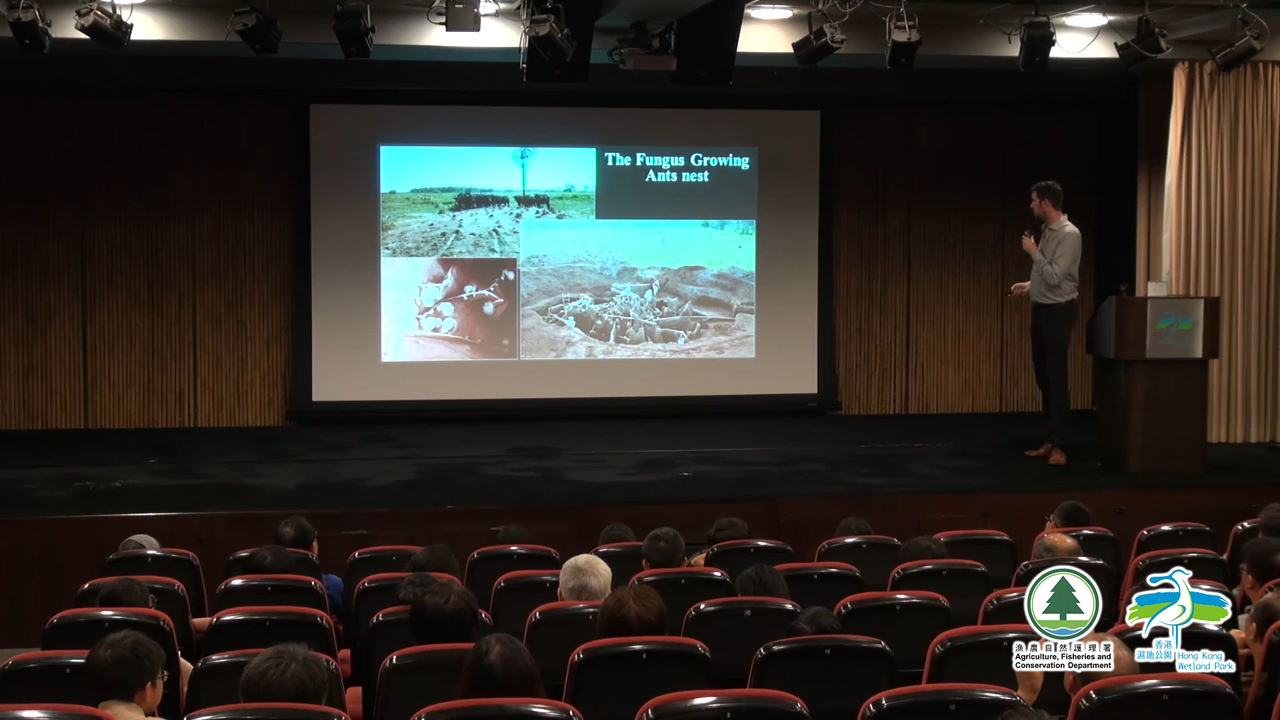 The Fungus Growing
Ants nest
漁農自然護理署
Agriculture, Fisheries and
Conservation Department
香港
濕地公園
Hong Kong
Wetland Park